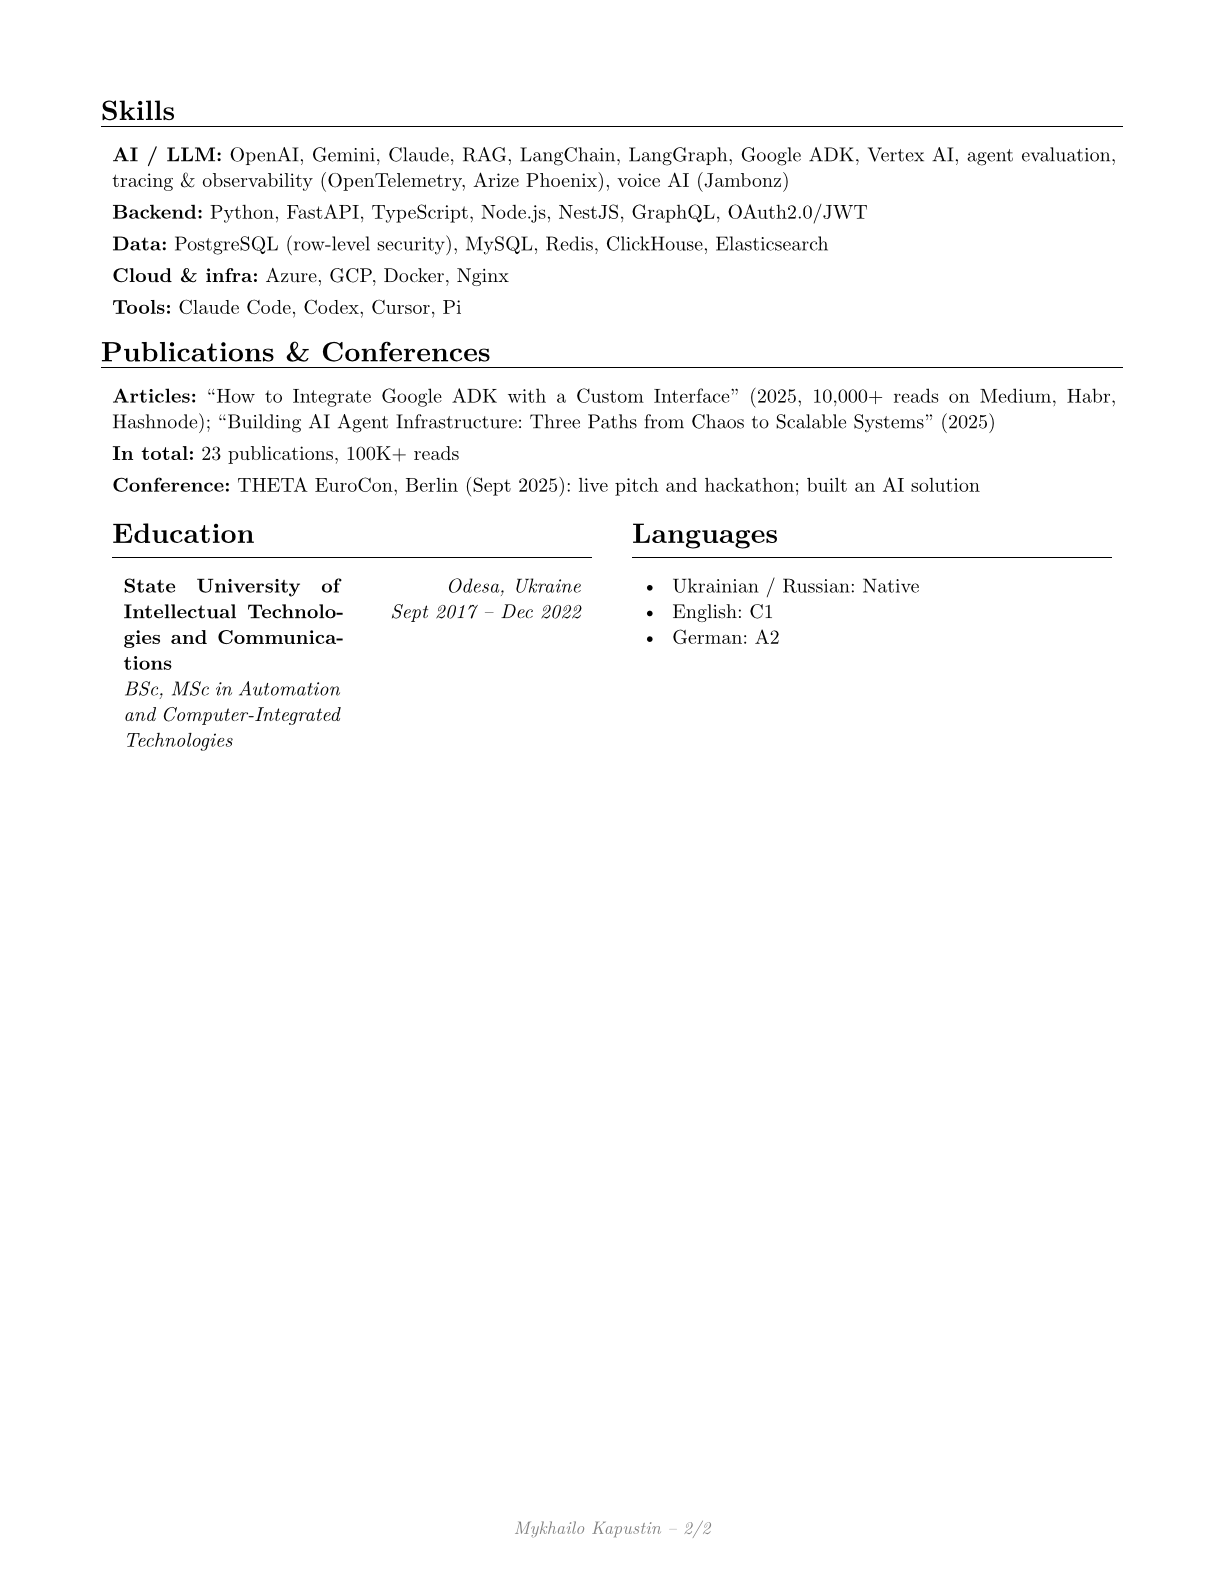 Skills
AI / LLM: OpenAI, Gemini, Claude, RAG, LangChain, LangGraph, Google ADK, Vertex AI, agent evaluation,
tracing & observability (OpenTelemetry, Arize Phoenix), voice AI (Jambonz)
Backend: Python, FastAPI, TypeScript, Node.js, NestJS, GraphQL, OAuth2.0/JWT
Data: PostgreSQL (row-level security), MySQL, Redis, ClickHouse, Elasticsearch
Cloud & infra: Azure, GCP, Docker, Nginx
Tools: Claude Code, Codex, Cursor, Pi
Publications & Conferences
Articles: “How to Integrate Google ADK with a Custom Interface” (2025, 10,000+ reads on Medium, Habr,
Hashnode); “Building AI Agent Infrastructure: Three Paths from Chaos to Scalable Systems” (2025)
In total: 23 publications, 100K+ reads
Conference: THETA EuroCon, Berlin (Sept 2025): live pitch and hackathon; built an AI solution
Education
State University of
Intellectual Technolo-
gies and Communica-
tions
BSc, MSc in Automation
and Computer-Integrated
Technologies
Odesa, Ukraine
Sept 2017 – Dec 2022
Languages
• Ukrainian / Russian: Native
• English: C1
• German: A2
Mykhailo Kapustin – 2/2